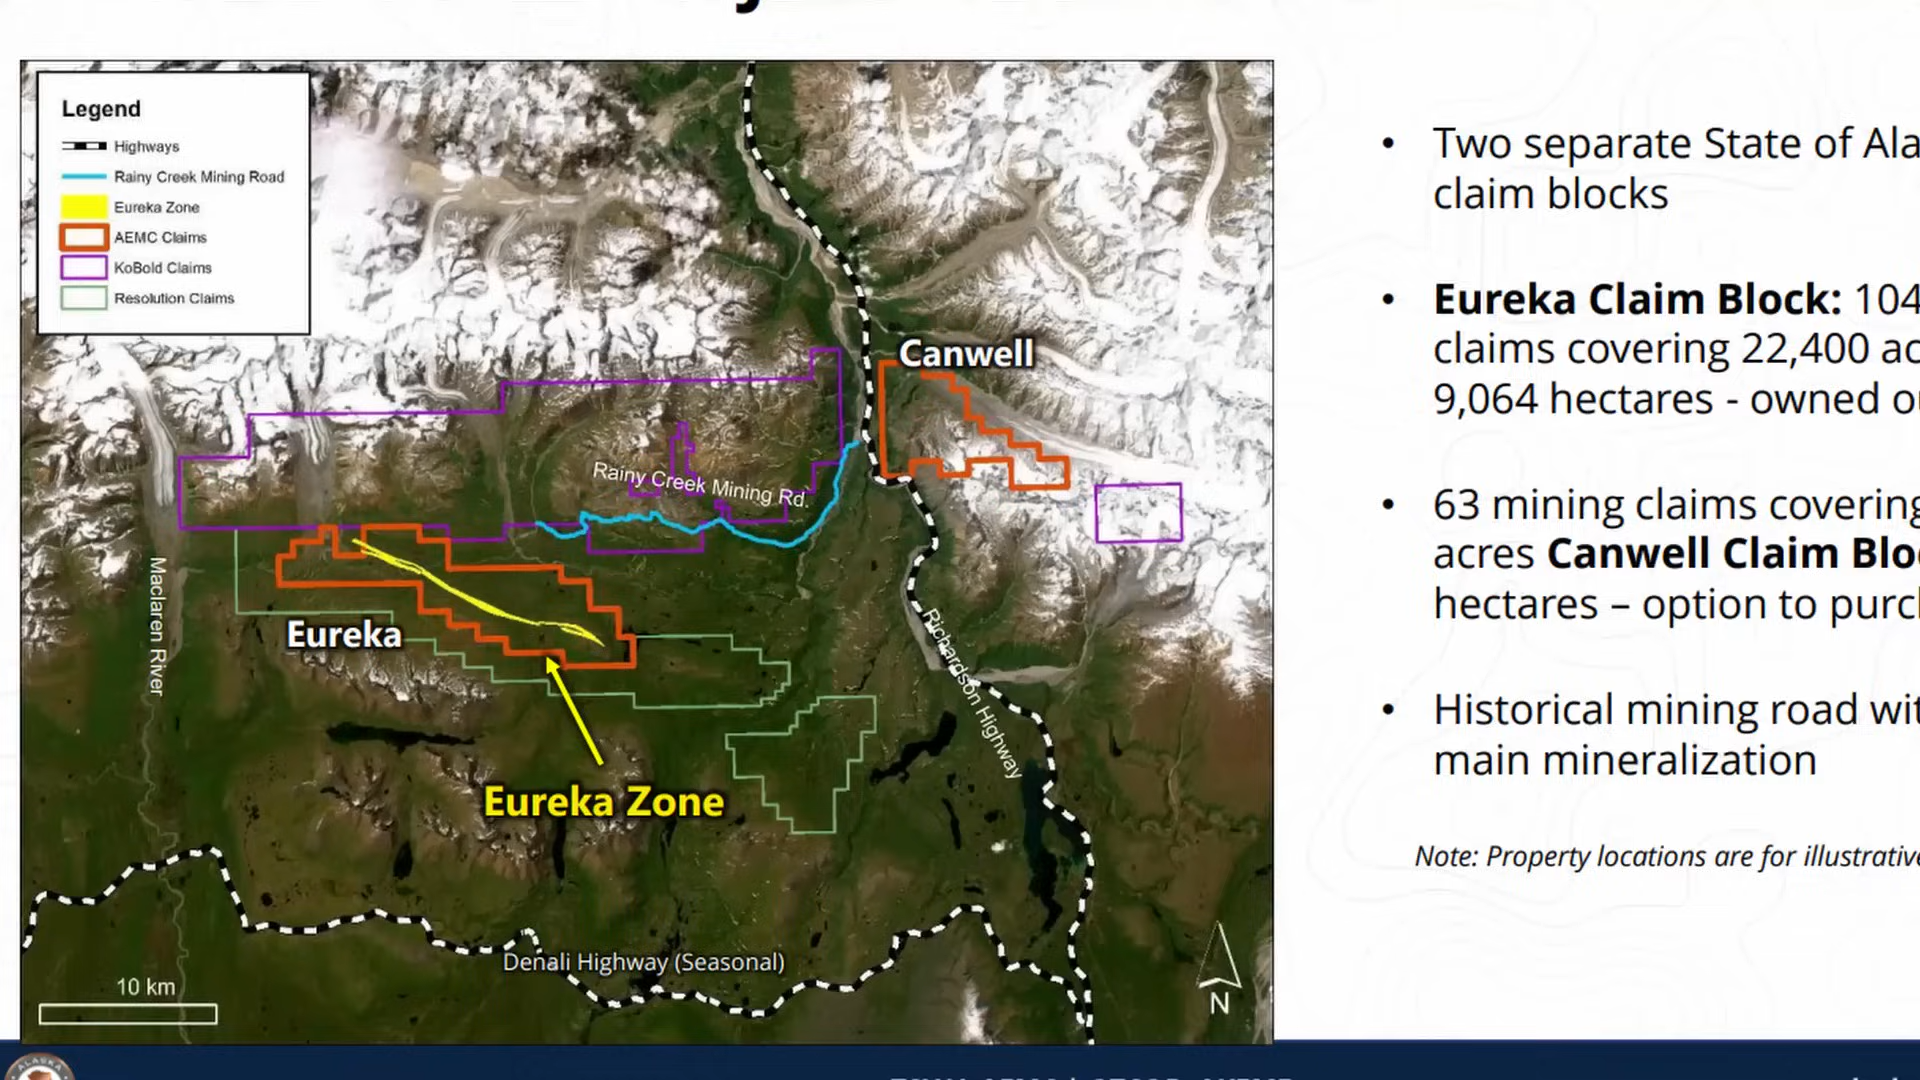 Legend
Highways
Rainy Creek Mining Road
Eureka Zone
AEMC Claims
KoBold Claims
Resolution Claims
Canwell
Rainy Creek Mining Rd.
Maclaren River
Eureka
Richardson Highway
Eureka Zone
Denali Highway (Seasonal)
10 km
N
• Two separate State of Ala
claim blocks
• Eureka Claim Block: 104
claims covering 22,400 ac
9,064 hectares - owned o
• 63 mining claims covering
acres Canwell Claim Blo
hectares – option to purc
• Historical mining road wit
main mineralization
Note: Property locations are for illustrative
ALASKA